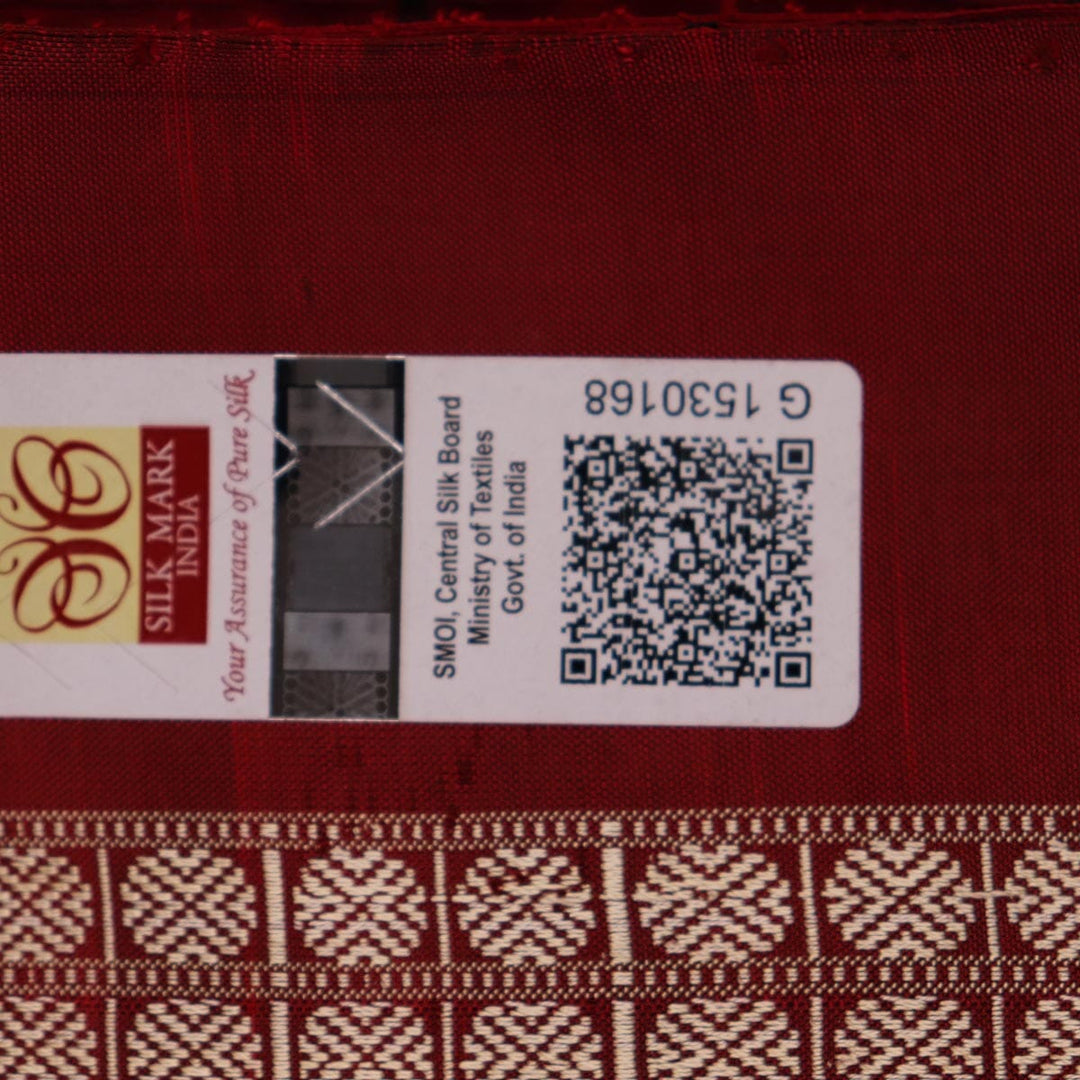 SILK MARK
INDIA
Your Assurance of Pure Silk
SMOI, Central Silk Board
Ministry of Textiles
Govt. of India
G 1530168